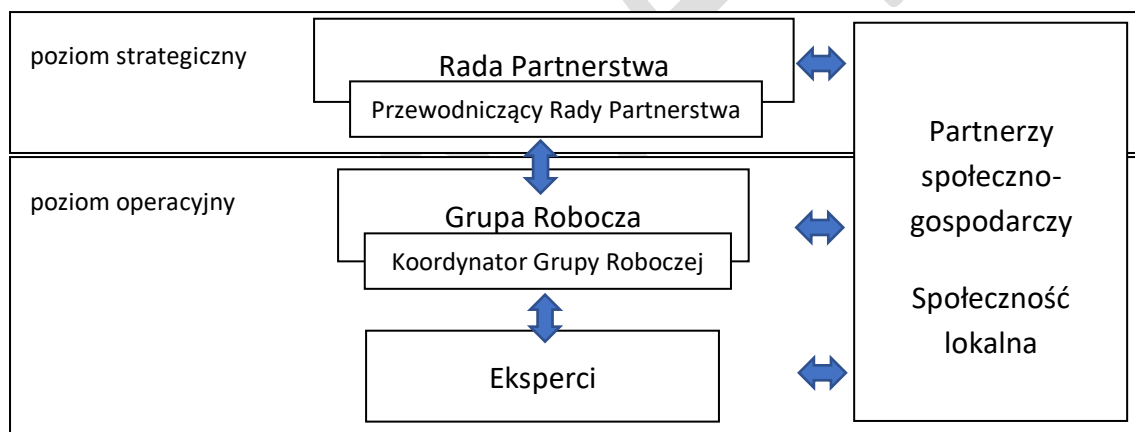 poziom strategiczny
Rada Partnerstwa
Przewodniczący Rady Partnerstwa
poziom operacyjny
Grupa Robocza
Koordynator Grupy Roboczej
Eksperci
Partnerzy
społeczno-
gospodarczy
Społeczność
lokalna